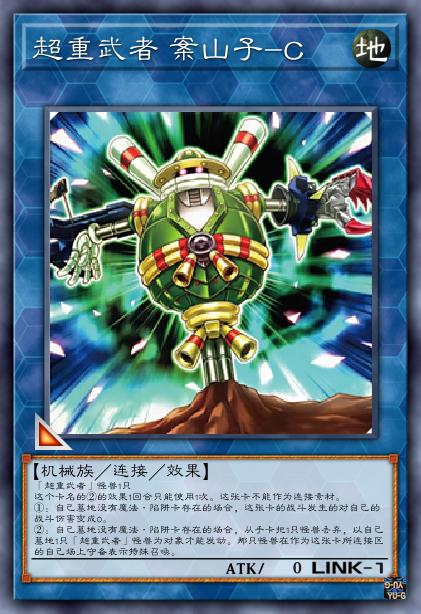 超重武者 案山子-C
地
【机械族／连接／效果】
「超重武者」怪兽1只
这个卡名的②的效果1回合只能使用1次。这张卡不能作为连接素材。
①：自己墓地没有魔法·陷阱卡存在的场合，这张卡的战斗发生的对自己的
战斗伤害变成0。
②：自己墓地没有魔法·陷阱卡存在的场合，从手卡把1只怪兽丢弃，以自己
墓地1只「超重武者」怪兽为对象才能发动。那只怪兽在作为这张卡所连接区
的自己场上守备表示特殊召唤。
ATK/ 0 LINK-1